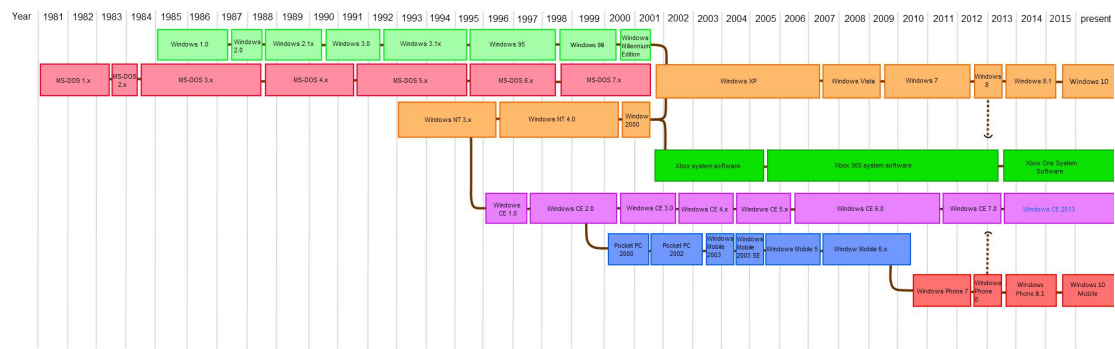 Year 1981 1982 1983 1984 1985 1986 1987 1988 1989 1990 1991 1992 1993 1994 1995 1996 1997 1998 1999 2000 2001 2002 2003 2004 2005 2006 2007 2008 2009 2010 2011 2012 2013 2014 2015 present
Windows 1.0
Windows
2.0
Windows 2.1x
Windows 3.0
Windows 3.1x
Windows 95
Windows 98
Windows
Millennium
Edition
MS-DOS 1.x
MS-DOS
2.x
MS-DOS 3.x
MS-DOS 4.x
MS-DOS 5.x
MS-DOS 6.x
MS-DOS 7.x
Windows XP
Windows Vista
Windows 7
Windows
8
Windows 8.1
Windows 10
Windows NT 3.x
Windows NT 4.0
Window
2000
Xbox system software
Xbox 360 system software
Xbox One System
Software
Windows
CE 1.0
Windows CE 2.0
Windows CE 3.0
Windows CE 4.x
Windows CE 5.x
Windows CE 6.0
Windows CE 7.0
Windows CE 2013
Pocket PC
2000
Pocket PC
2002
Windows
Mobile
2003
Windows
Mobile
2003 SE
Windows Mobile 5
Window Mobile 6.x
Windows Phone 7
Windows
Phone
8
Windows
Phone 8.1
Windows 10
Mobile